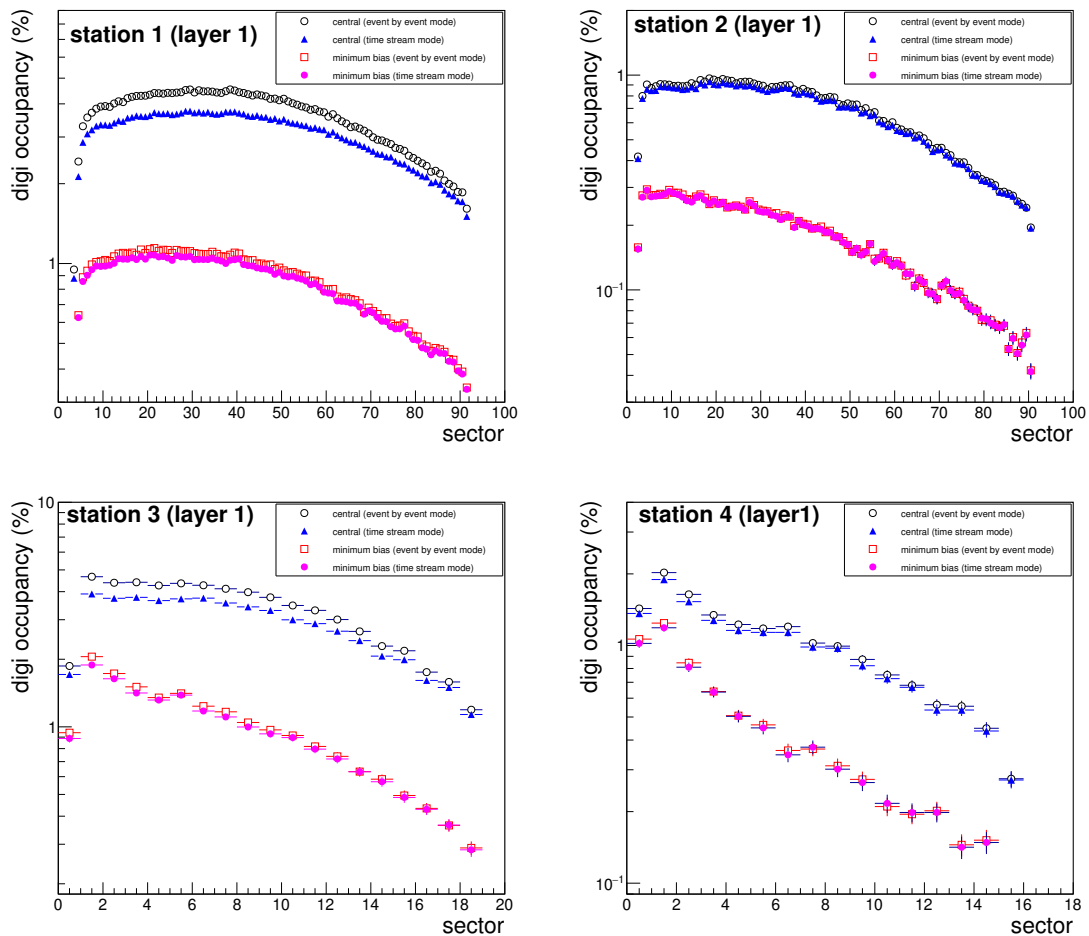 station 1 (layer 1)
central (event by event mode)
central (time stream mode)
minimum bias (event by event mode)
minimum bias (time stream mode)
digi occupancy (%)
1
0 10 20 30 40 50 60 70 80 90 100
sector
station 2 (layer 1)
central (event by event mode)
central (time stream mode)
minimum bias (event by event mode)
minimum bias (time stream mode)
digi occupancy (%)
1
10⁻¹
0 10 20 30 40 50 60 70 80 90 100
sector
station 3 (layer 1)
central (event by event mode)
central (time stream mode)
minimum bias (event by event mode)
minimum bias (time stream mode)
digi occupancy (%)
10
1
0 2 4 6 8 10 12 14 16 18 20
sector
station 4 (layer1)
central (event by event mode)
central (time stream mode)
minimum bias (event by event mode)
minimum bias (time stream mode)
digi occupancy (%)
1
10⁻¹
0 2 4 6 8 10 12 14 16 18
sector